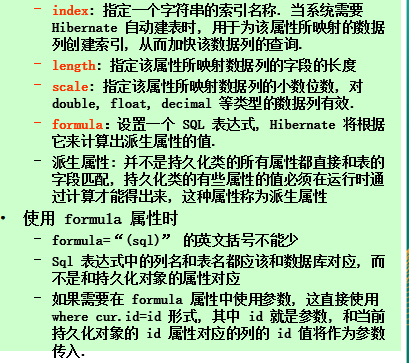 – index: 指定一个字符串的索引名称. 当系统需要
Hibernate 自动建表时, 用于为该属性所映射的数据
列创建索引, 从而加快该数据列的查询.
– length: 指定该属性所映射数据列的字段的长度
– scale: 指定该属性所映射数据列的小数位数, 对
double, float, decimal 等类型的数据列有效.
– formula：设置一个 SQL 表达式, Hibernate 将根据
它来计算出派生属性的值.
– 派生属性: 并不是持久化类的所有属性都直接和表的
字段匹配, 持久化类的有些属性的值必须在运行时通
过计算才能得出来, 这种属性称为派生属性
• 使用 formula 属性时
– formula=“(sql)” 的英文括号不能少
– Sql 表达式中的列名和表名都应该和数据库对应, 而
不是和持久化对象的属性对应
– 如果需要在 formula 属性中使用参数, 这直接使用
where cur.id=id 形式, 其中 id 就是参数, 和当前
持久化对象的 id 属性对应的列的 id 值将作为参数
传入.